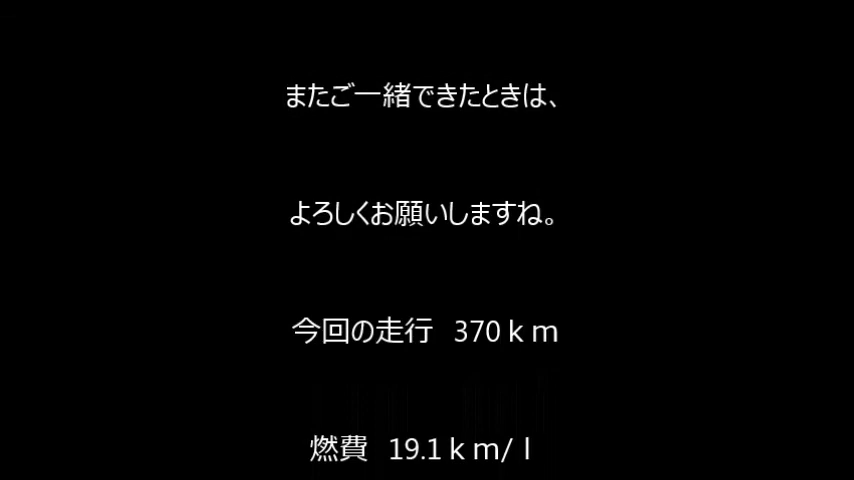 またご一緒できたときは、
よろしくお願いしますね。
今回の走行　370ｋｍ
燃費　19.1ｋｍ/ｌ